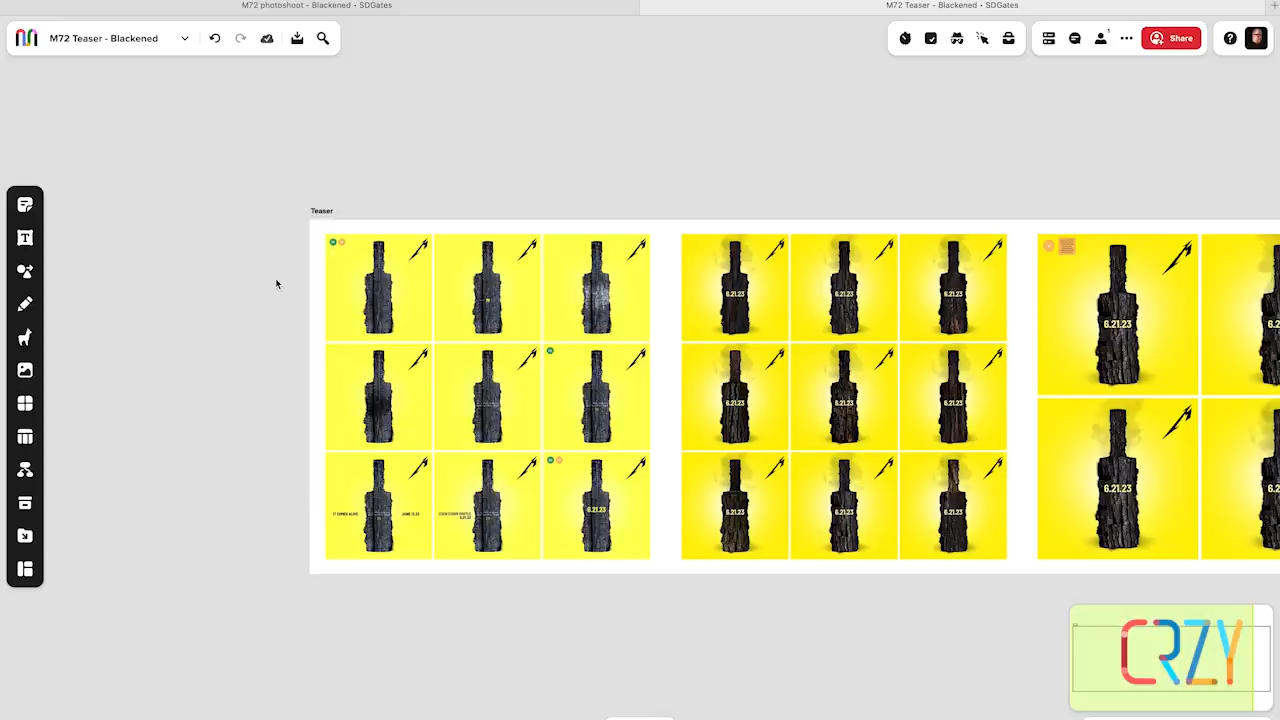 M72 photoshoot - Blackened • SDGates
M72 Teaser - Blackened • SDGates
M72 Teaser - Blackened
1
Share
Teaser
6.21.23
6.21.23
6.21.23
6.21.23
6.21.23
6.21.23
6.21.23
6.21.23
6.21.23
6.21.23
6.21.23
6.21.23
IT COMES ALIVE
6.21.23
CRZY